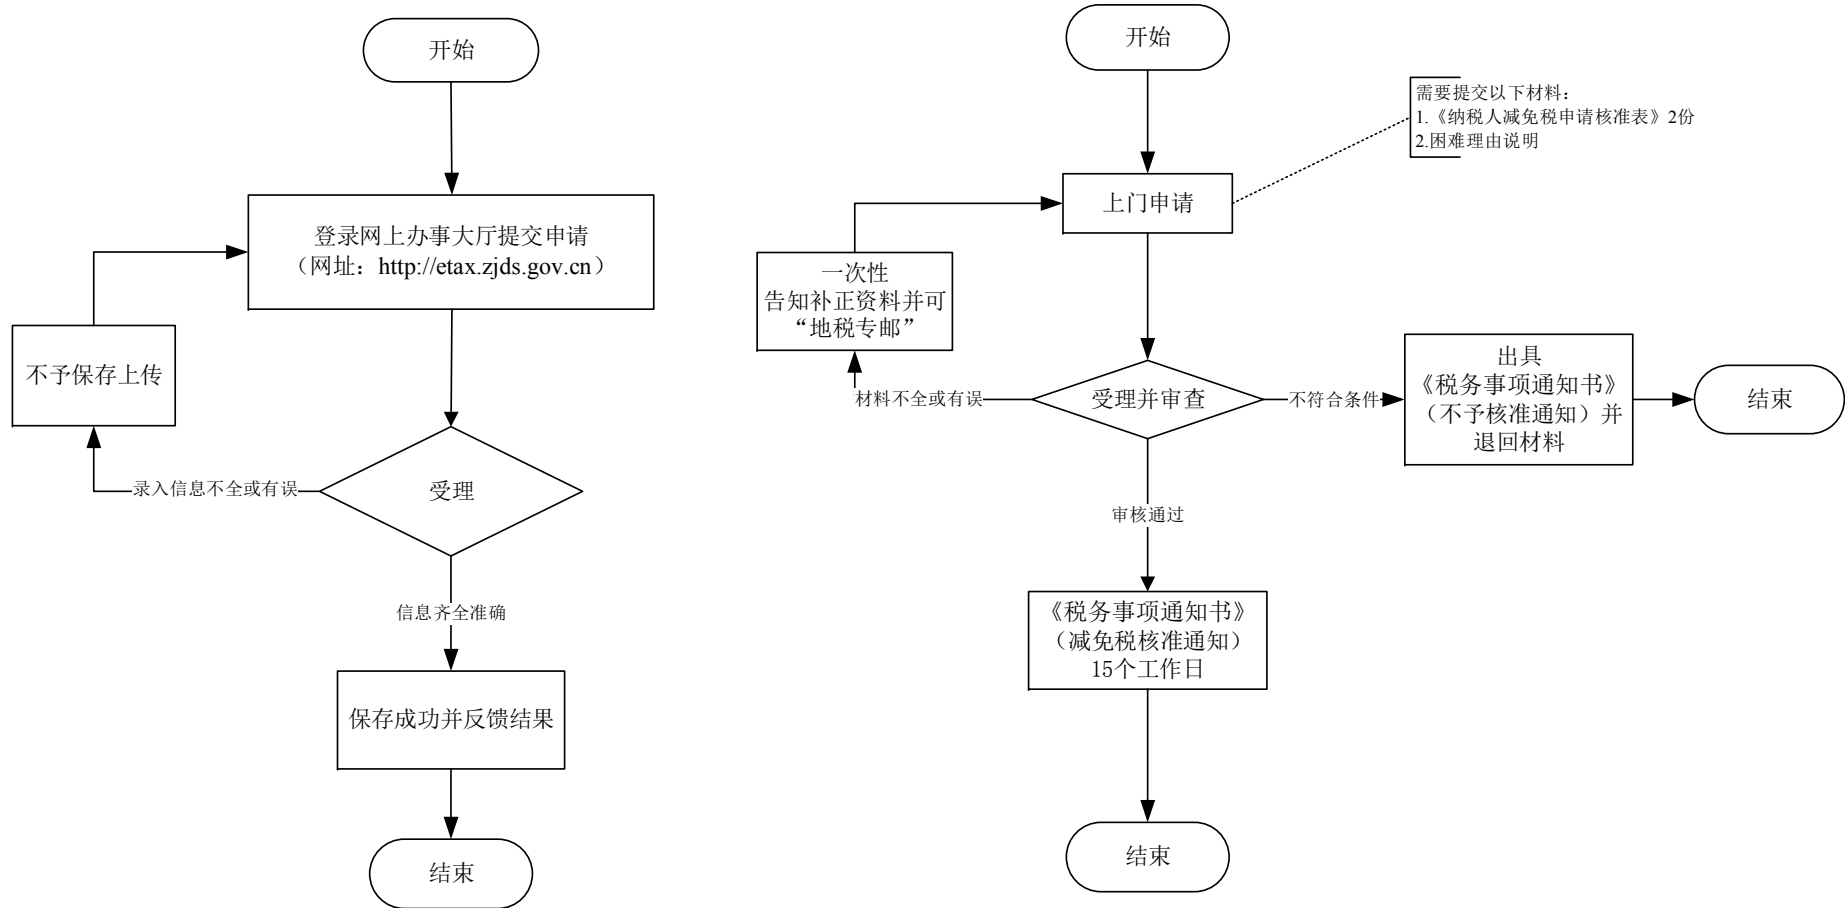 开始
登录网上办事大厅提交申请
（网址：http://etax.zjds.gov.cn）
不予保存上传
录入信息不全或有误
受理
信息齐全准确
保存成功并反馈结果
结束
开始
需要提交以下材料：
1.《纳税人减免税申请核准表》2份
2.困难理由说明
上门申请
一次性
告知补正资料并可
“地税专邮”
材料不全或有误
受理并审查
不符合条件
出具
《税务事项通知书》
（不予核准通知）并
退回材料
结束
审核通过
《税务事项通知书》
（减免税核准通知）
15个工作日
结束